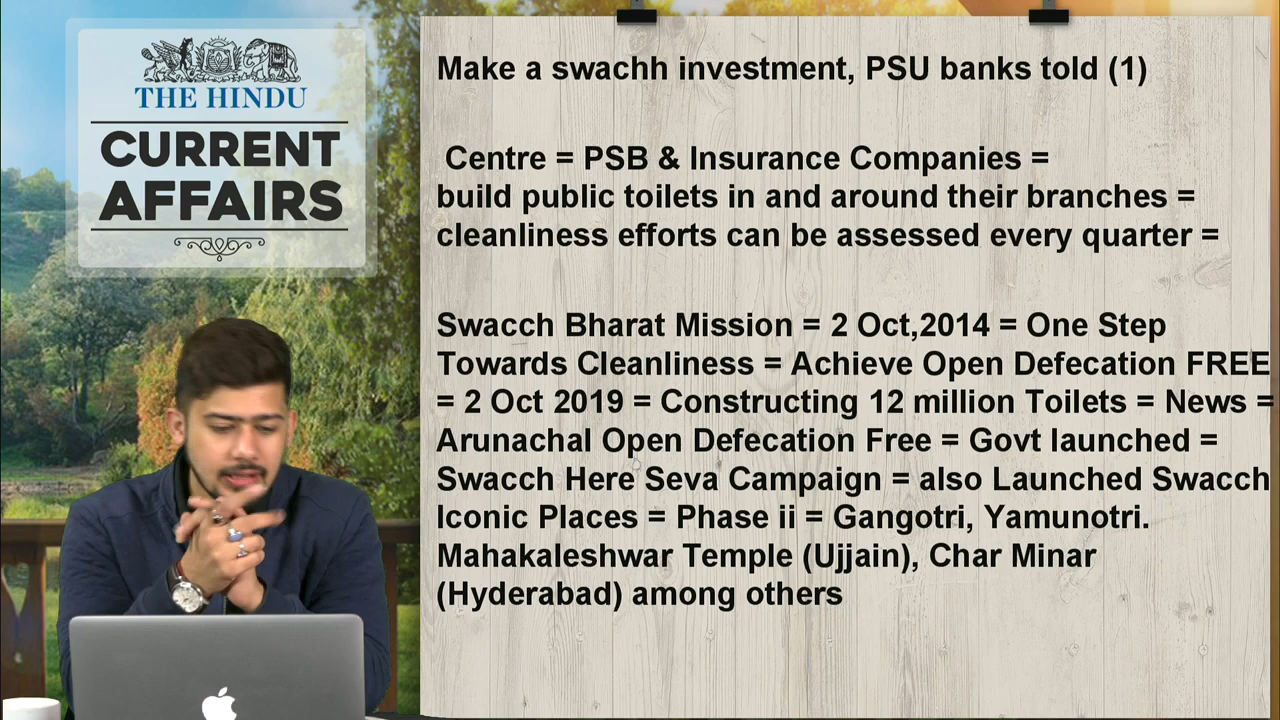 THE HINDU
CURRENT
AFFAIRS
Make a swachh investment, PSU banks told (1)
Centre = PSB & Insurance Companies =
build public toilets in and around their branches =
cleanliness efforts can be assessed every quarter =
Swacch Bharat Mission = 2 Oct,2014 = One Step
Towards Cleanliness = Achieve Open Defecation FREE
= 2 Oct 2019 = Constructing 12 million Toilets = News =
Arunachal Open Defecation Free = Govt launched =
Swacch Here Seva Campaign = also Launched Swacch
Iconic Places = Phase ii = Gangotri, Yamunotri.
Mahakaleshwar Temple (Ujjain), Char Minar
(Hyderabad) among others